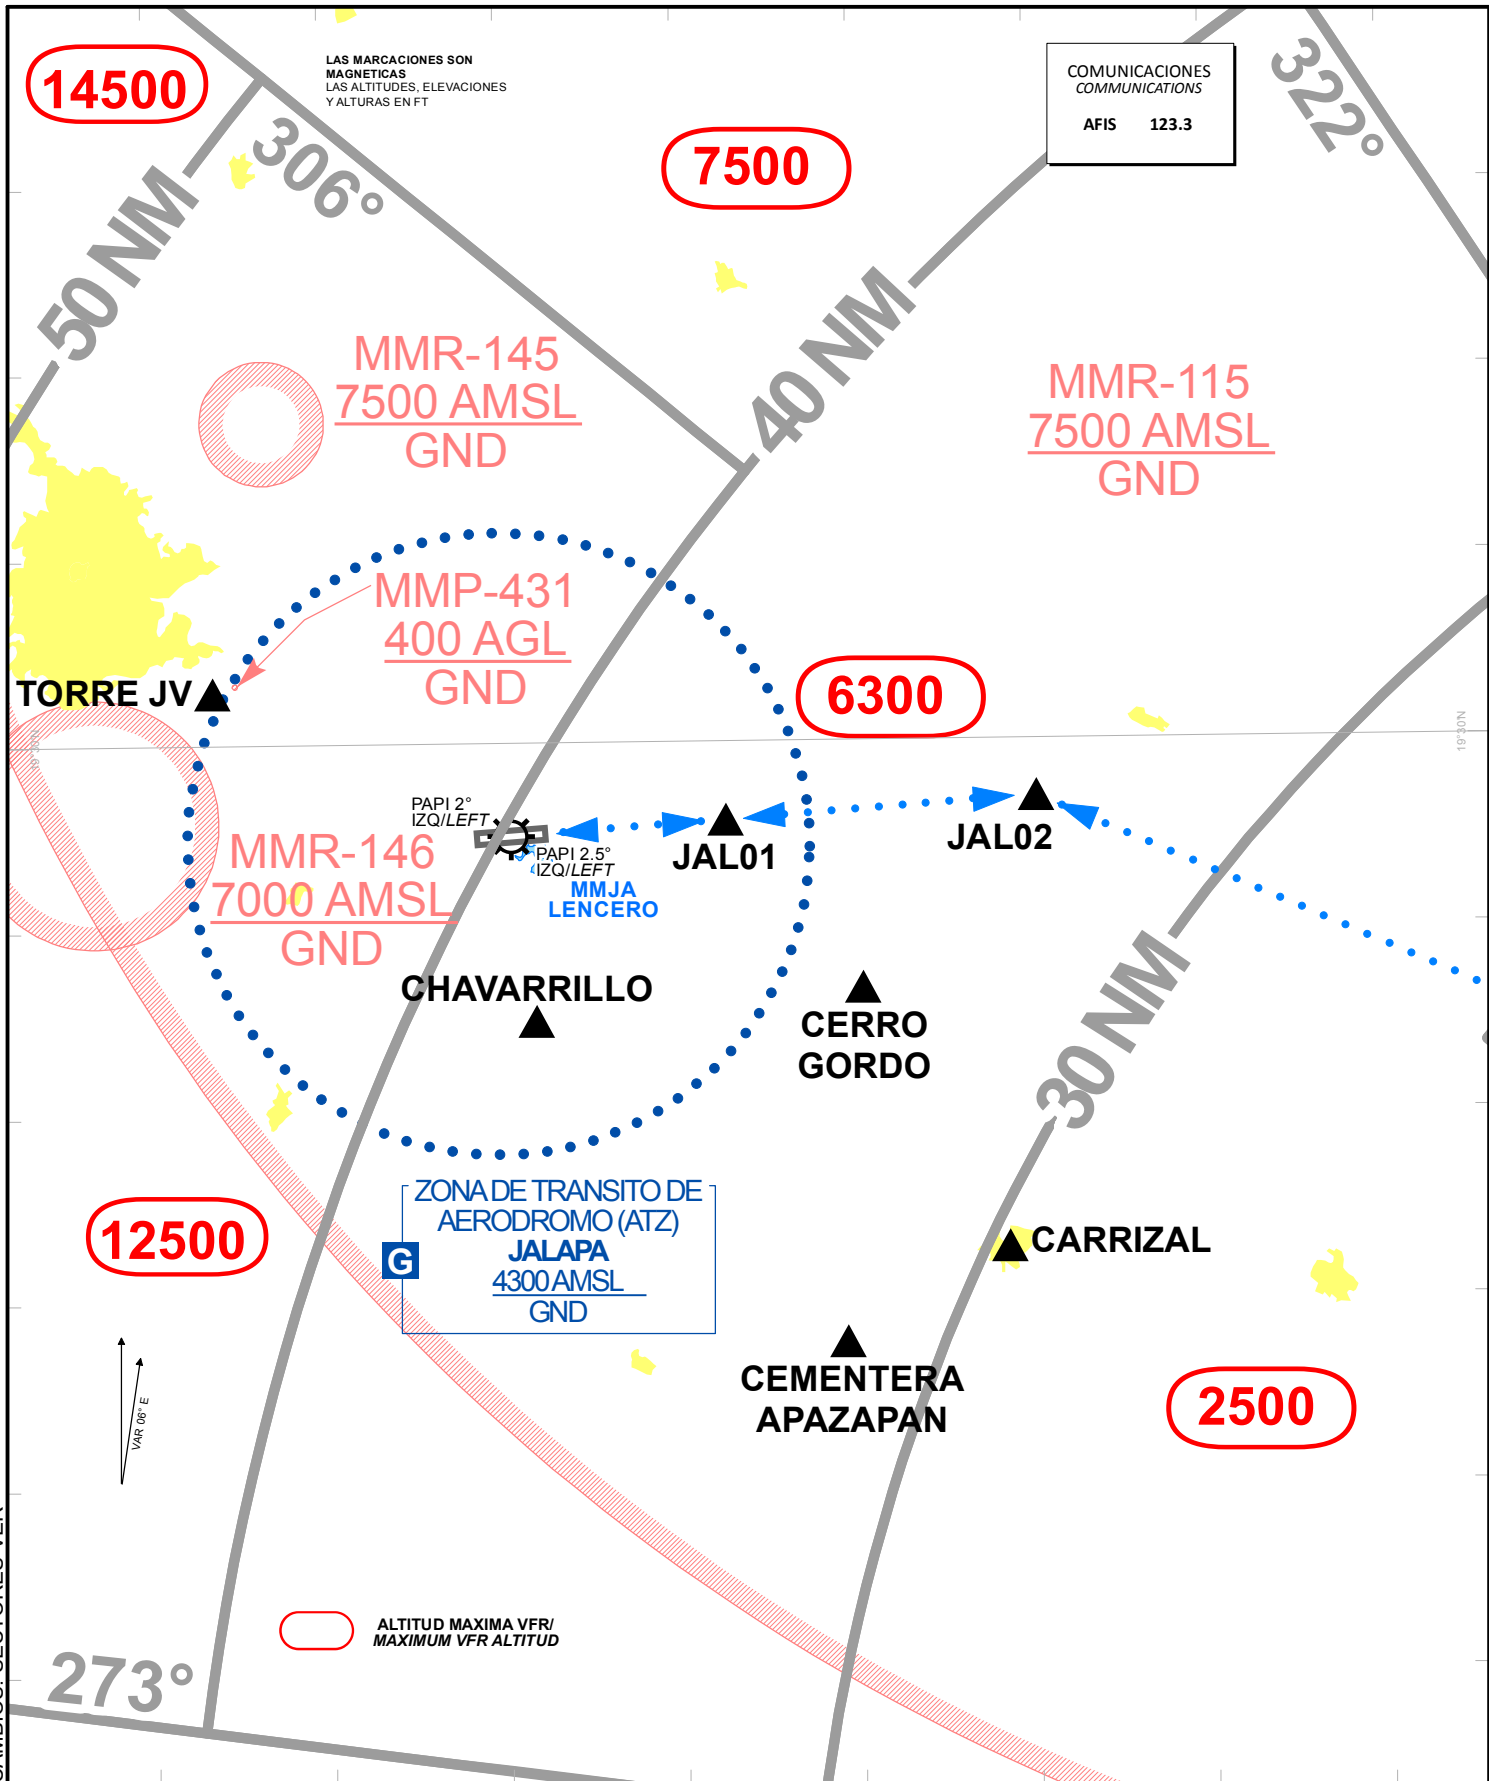 14500
LAS MARCACIONES SON
MAGNETICAS
LAS ALTITUDES, ELEVACIONES
Y ALTURAS EN FT
COMUNICACIONES
COMMUNICATIONS
AFIS 123.3
322°
306°
7500
50 NM
40 NM
MMR-145
7500 AMSL
GND
MMR-115
7500 AMSL
GND
MMP-431
400 AGL
GND
TORRE JV
6300
19°30'N
19°30'N
PAPI 2°
IZQ/LEFT
PAPI 2.5°
IZQ/LEFT
MMJA
LENCERO
JAL01
JAL02
MMR-146
7000 AMSL
GND
CHAVARRILLO
CERRO
GORDO
30 NM
12500
ZONA DE TRANSITO DE
AERODROMO (ATZ)
JALAPA
4300 AMSL
GND
G
CARRIZAL
CEMENTERA
APAZAPAN
2500
VAR 06° E
ALTITUD MAXIMA VFR/
MAXIMUM VFR ALTITUD
273°